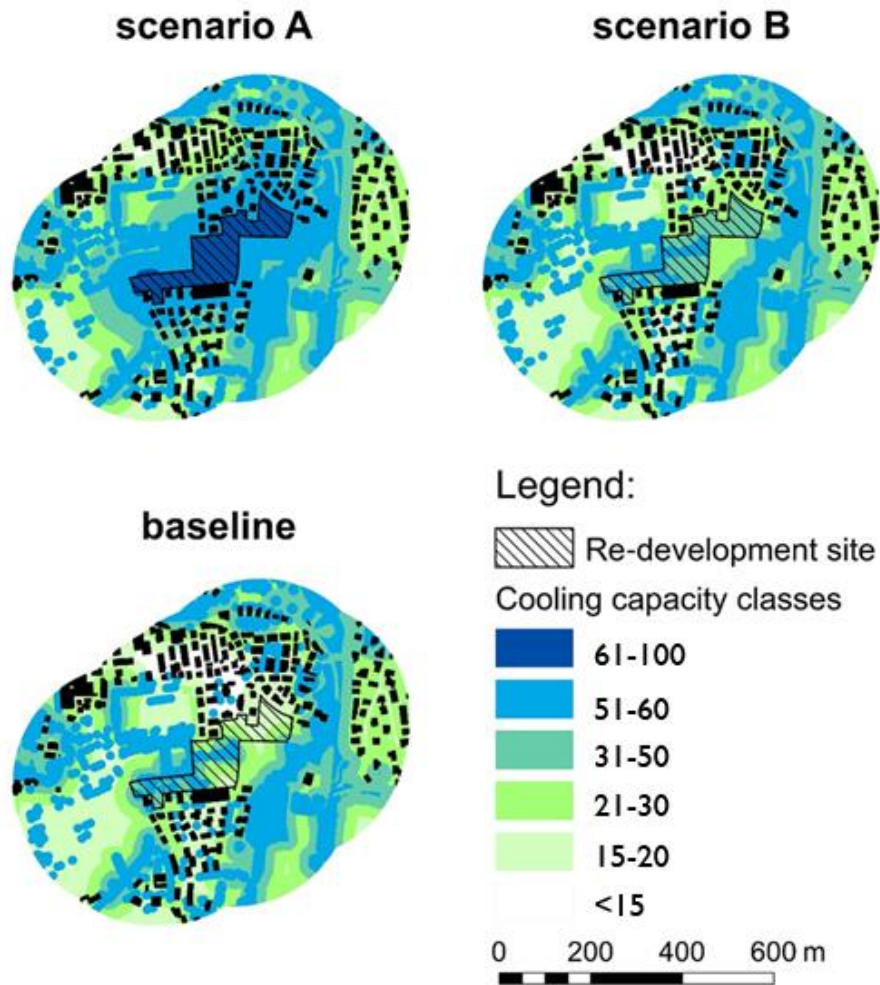 scenario A
scenario B
baseline
Legend:
Re-development site
Cooling capacity classes
61-100
51-60
31-50
21-30
15-20
<15
0 200 400 600 m